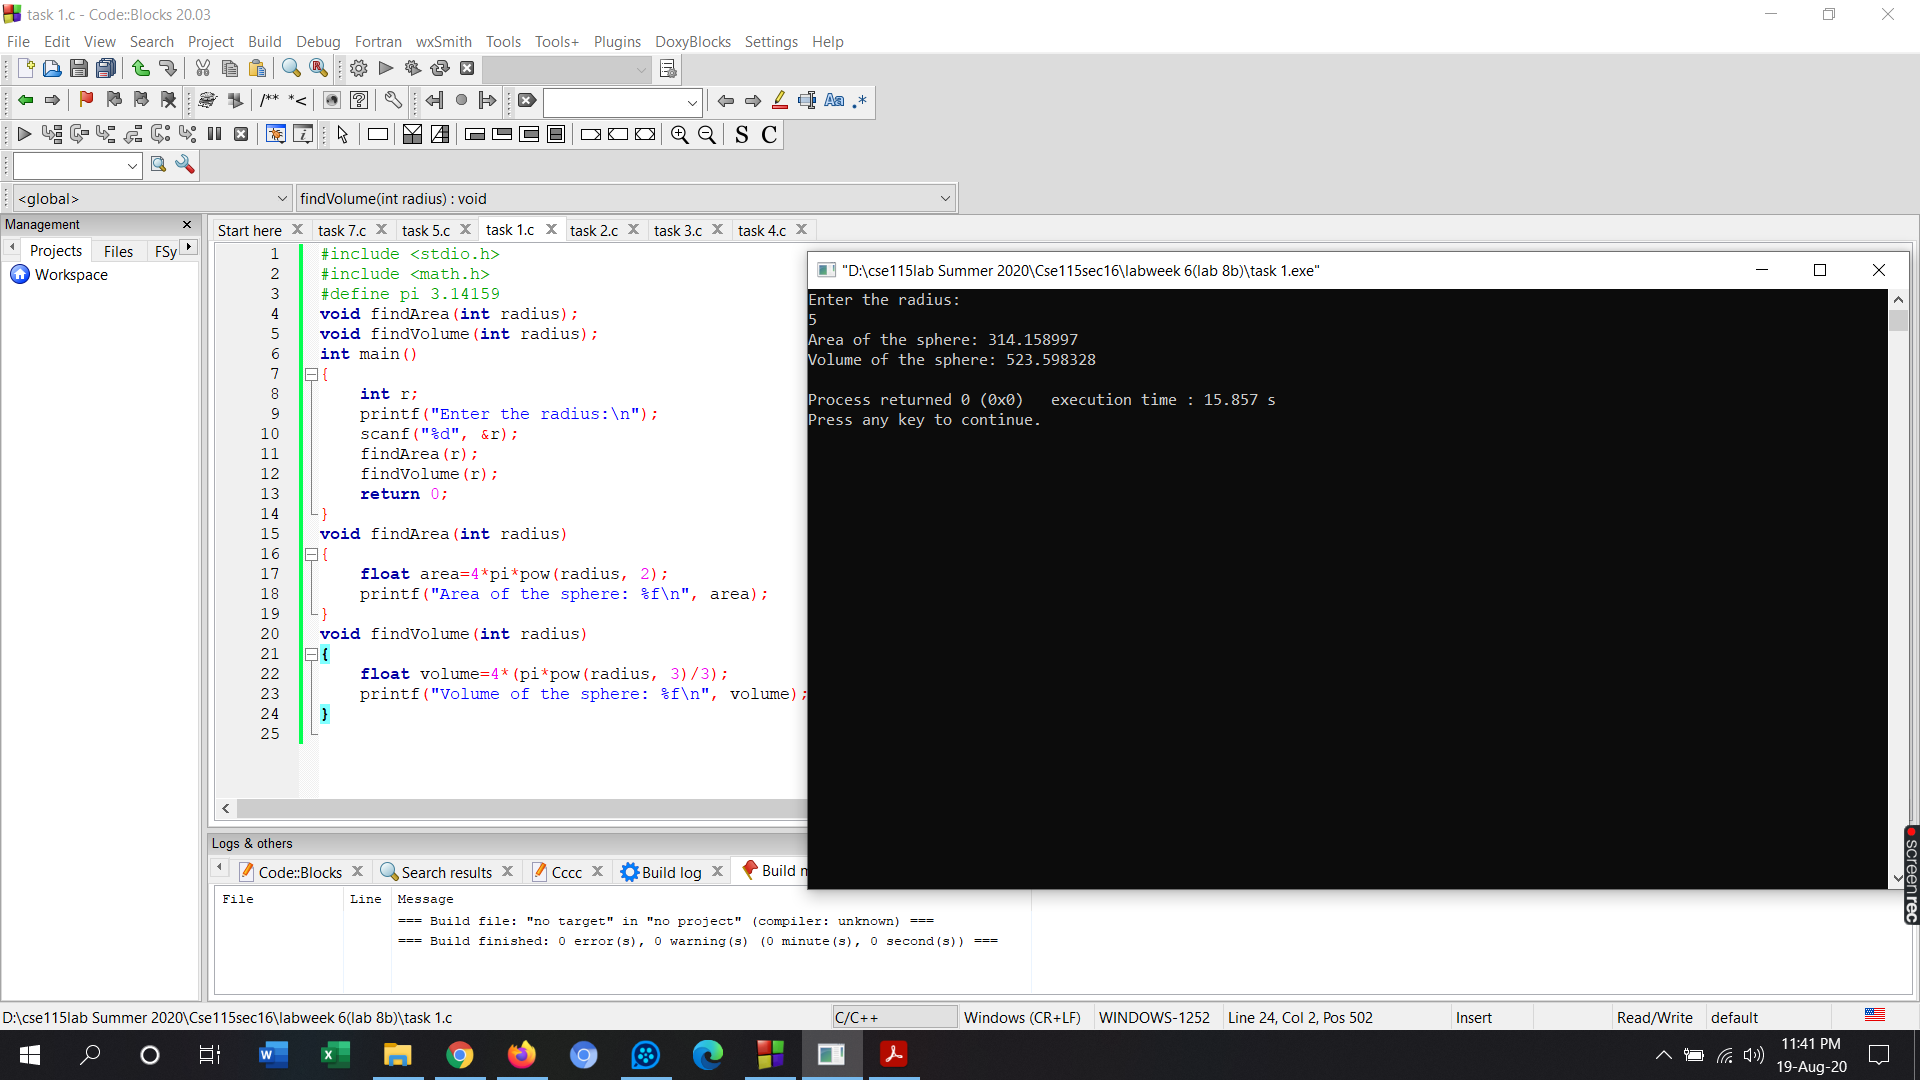 task 1.c - Code::Blocks 20.03
File Edit View Search Project Build Debug Fortran wxSmith Tools Tools+ Plugins DoxyBlocks Settings Help
/** *<
Aa .*
S C
<global> findVolume(int radius) : void
Management
Projects Files FSy
Workspace
Start here task 7.c task 5.c task 1.c task 2.c task 3.c task 4.c
1 #include <stdio.h>
2 #include <math.h>
3 #define pi 3.14159
4 void findArea(int radius);
5 void findVolume(int radius);
6 int main()
7 {
8 int r;
9 printf("Enter the radius:\n");
10 scanf("%d", &r);
11 findArea(r);
12 findVolume(r);
13 return 0;
14 }
15 void findArea(int radius)
16 {
17 float area=4*pi*pow(radius, 2);
18 printf("Area of the sphere: %f\n", area);
19 }
20 void findVolume(int radius)
21 {
22 float volume=4*(pi*pow(radius, 3)/3);
23 printf("Volume of the sphere: %f\n", volume);
24 }
25
"D:\cse115lab Summer 2020\Cse115sec16\labweek 6(lab 8b)\task 1.exe"
Enter the radius:
5
Area of the sphere: 314.158997
Volume of the sphere: 523.598328
Process returned 0 (0x0) execution time : 15.857 s
Press any key to continue.
Logs & others
Code::Blocks Search results Cccc Build log Build m
File Line Message
=== Build file: "no target" in "no project" (compiler: unknown) ===
=== Build finished: 0 error(s), 0 warning(s) (0 minute(s), 0 second(s)) ===
screenrec
D:\cse115lab Summer 2020\Cse115sec16\labweek 6(lab 8b)\task 1.c C/C++ Windows (CR+LF) WINDOWS-1252 Line 24, Col 2, Pos 502 Insert Read/Write default
11:41 PM
19-Aug-20